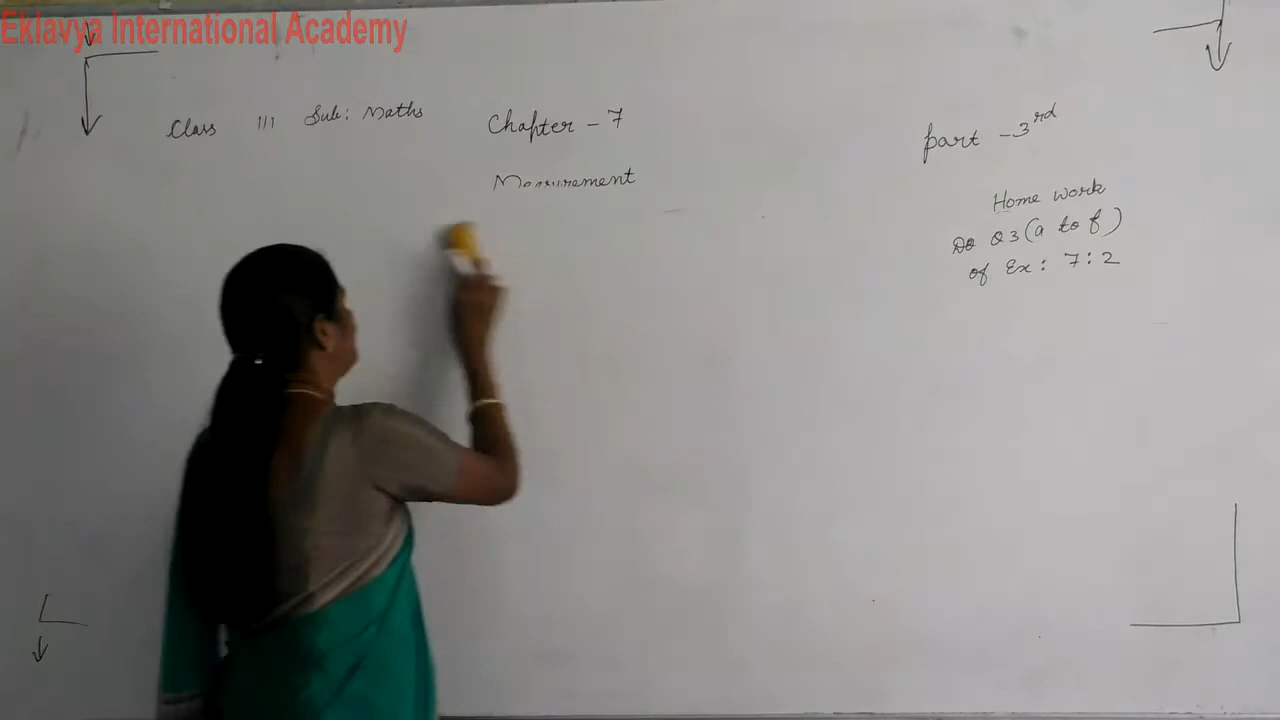 Eklavya International Academy
Class III Sub: Maths
Chapter - 7
Part - 3rd
Measurement
Home work
Do Q3 (a to f)
of Ex: 7:2